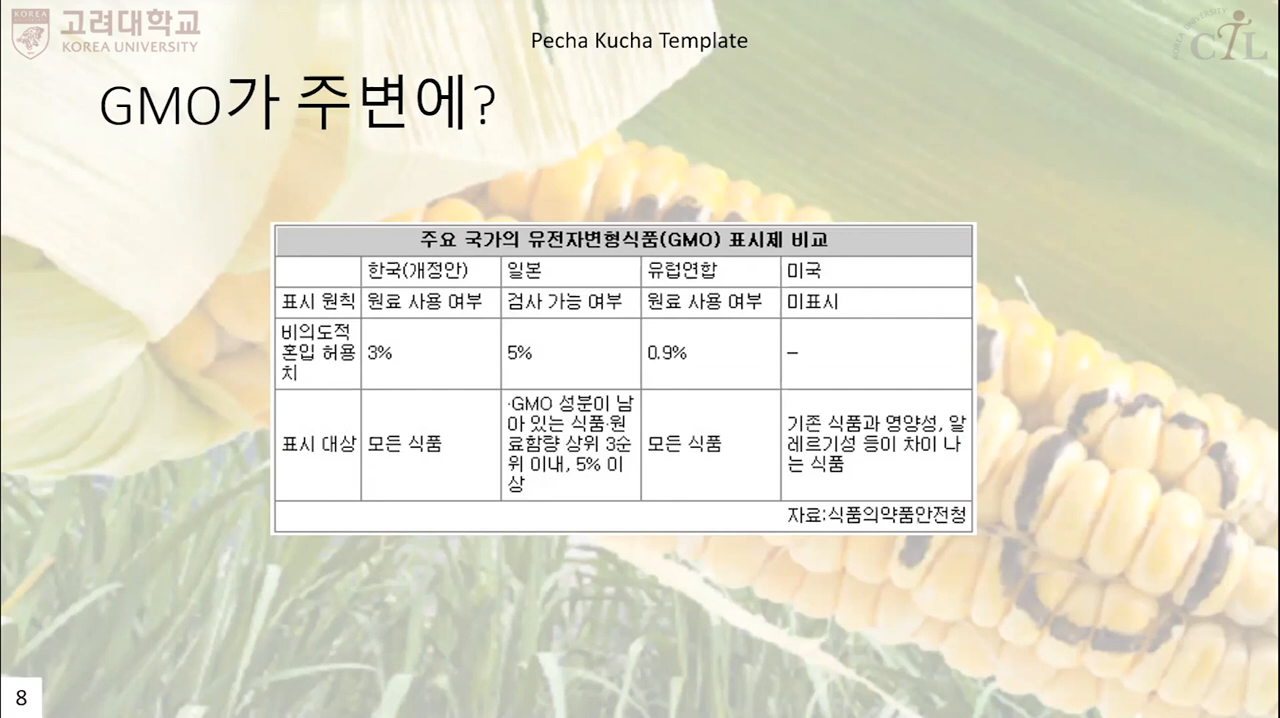 고려대학교
KOREA UNIVERSITY
Pecha Kucha Template
KOREA UNIVERSITY
CTL
GMO가 주변에?
주요 국가의 유전자변형식품(GMO) 표시제 비교
한국(개정안) 일본 유럽연합 미국
표시 원칙 원료 사용 여부 검사 가능 여부 원료 사용 여부 미표시
비의도적
혼입 허용
치
3% 5% 0.9% –
표시 대상
모든 식품
·GMO 성분이 남
아 있는 식품·원
료함량 상위 3순
위 이내, 5% 이
상
모든 식품
기존 식품과 영양성, 알
레르기성 등이 차이 나
는 식품
자료:식품의약품안전청
8